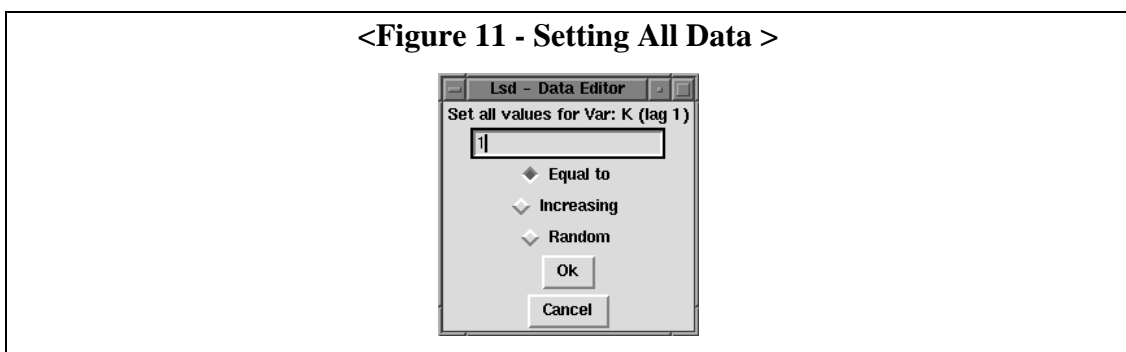 <Figure 11 - Setting All Data >
Lsd - Data Editor
Set all values for Var: K (lag 1)
1
Equal to
Increasing
Random
Ok
Cancel